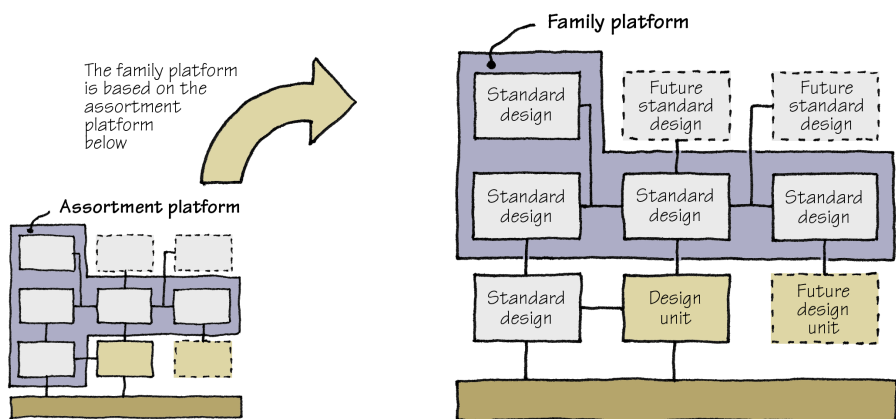 Family platform
The family platform
is based on the
assortment
platform
below
Assortment platform
Standard
design
Future
standard
design
Future
standard
design
Standard
design
Standard
design
Standard
design
Standard
design
Design
unit
Future
design
unit